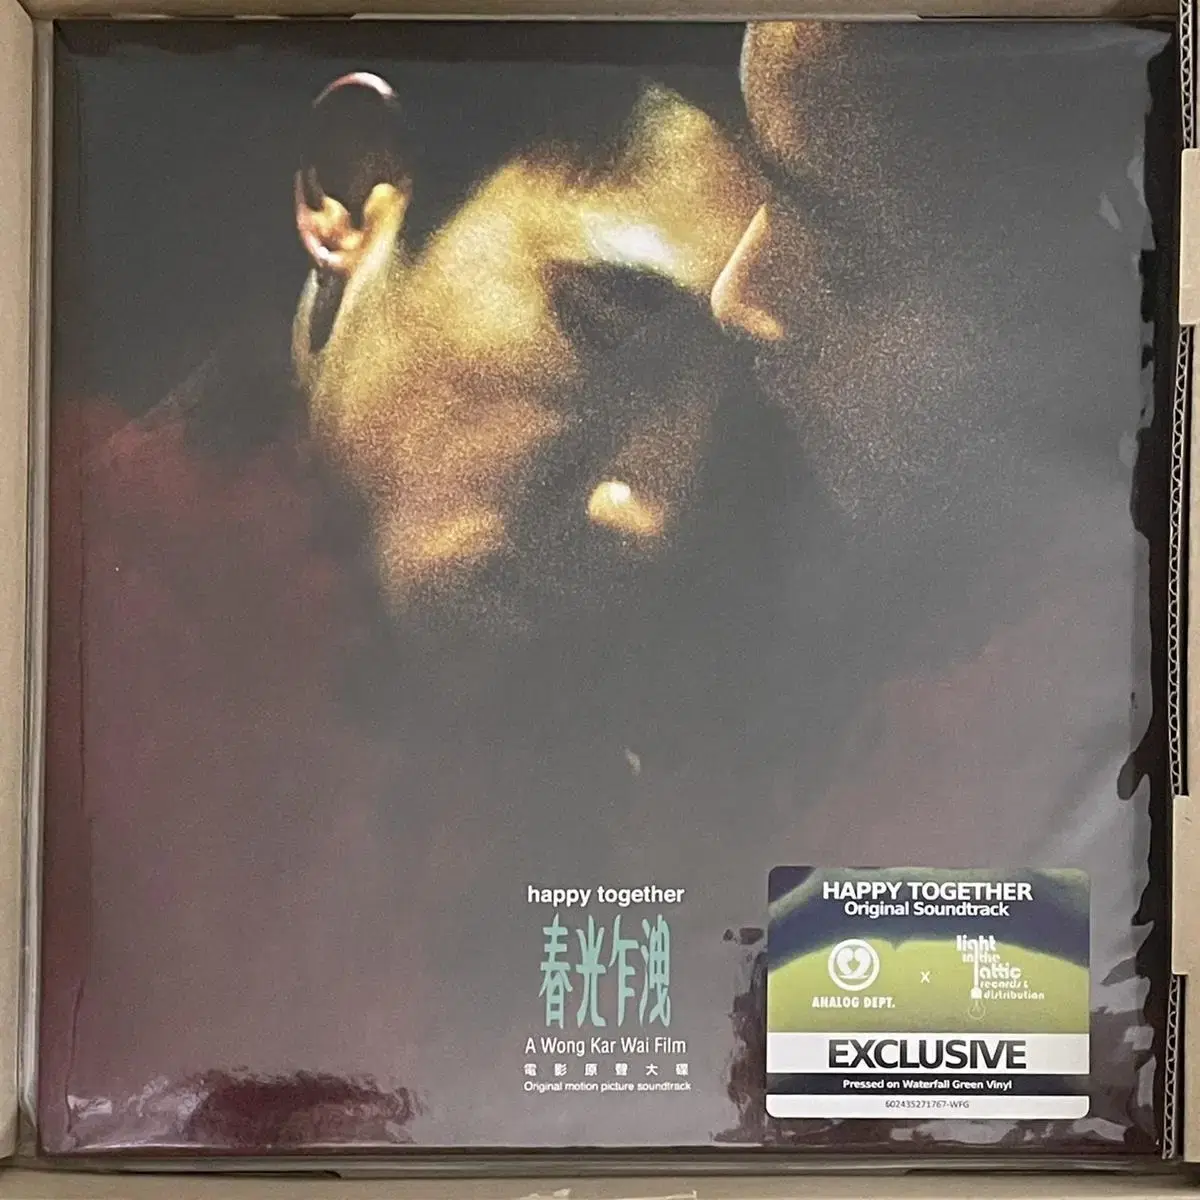 happy together
春光乍洩
A Wong Kar Wai Film
電影原聲大碟
Original motion picture soundtrack
HAPPY TOGETHER
Original Soundtrack
ANALOG DEPT.
x
light
in the
attic
records &
distribution
EXCLUSIVE
Pressed on Waterfall Green Vinyl
602435271767-WFG